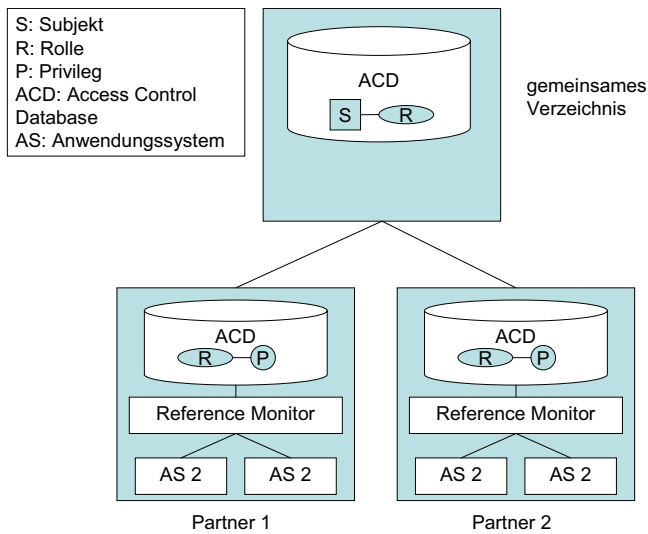 S: Subjekt
R: Rolle
P: Privileg
ACD: Access Control
Database
AS: Anwendungssystem
ACD
S
R
gemeinsames
Verzeichnis
ACD
R
P
Reference Monitor
AS 2
AS 2
Partner 1
ACD
R
P
Reference Monitor
AS 2
AS 2
Partner 2